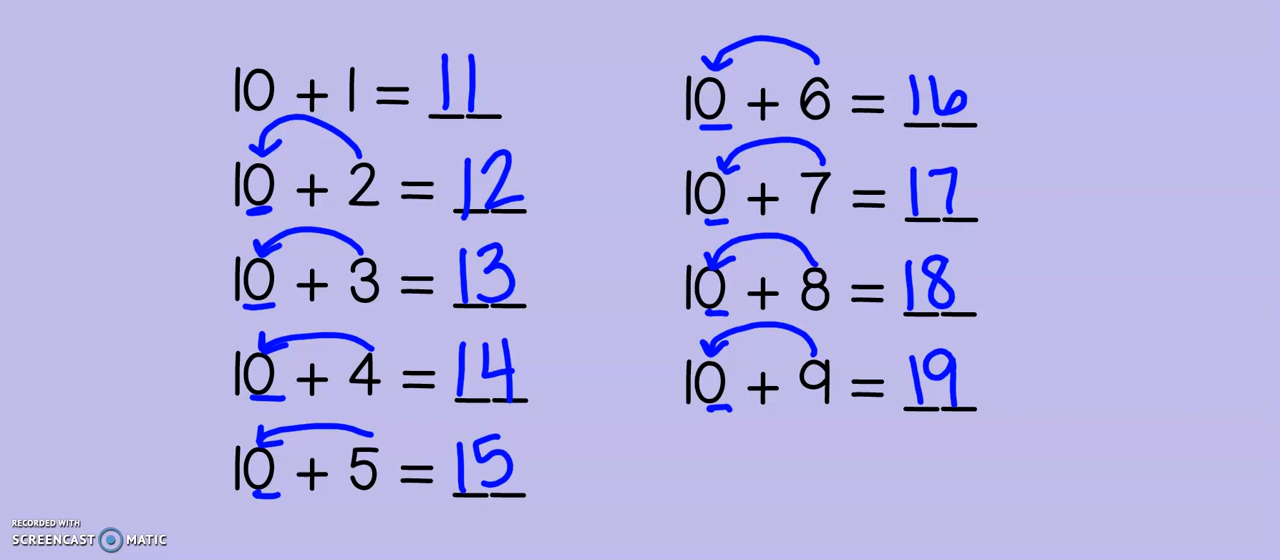 10 + 1 = 11
10 + 2 = 12
10 + 3 = 13
10 + 4 = 14
10 + 5 = 15
10 + 6 = 16
10 + 7 = 17
10 + 8 = 18
10 + 9 = 19
RECORDED WITH
SCREENCAST MATIC